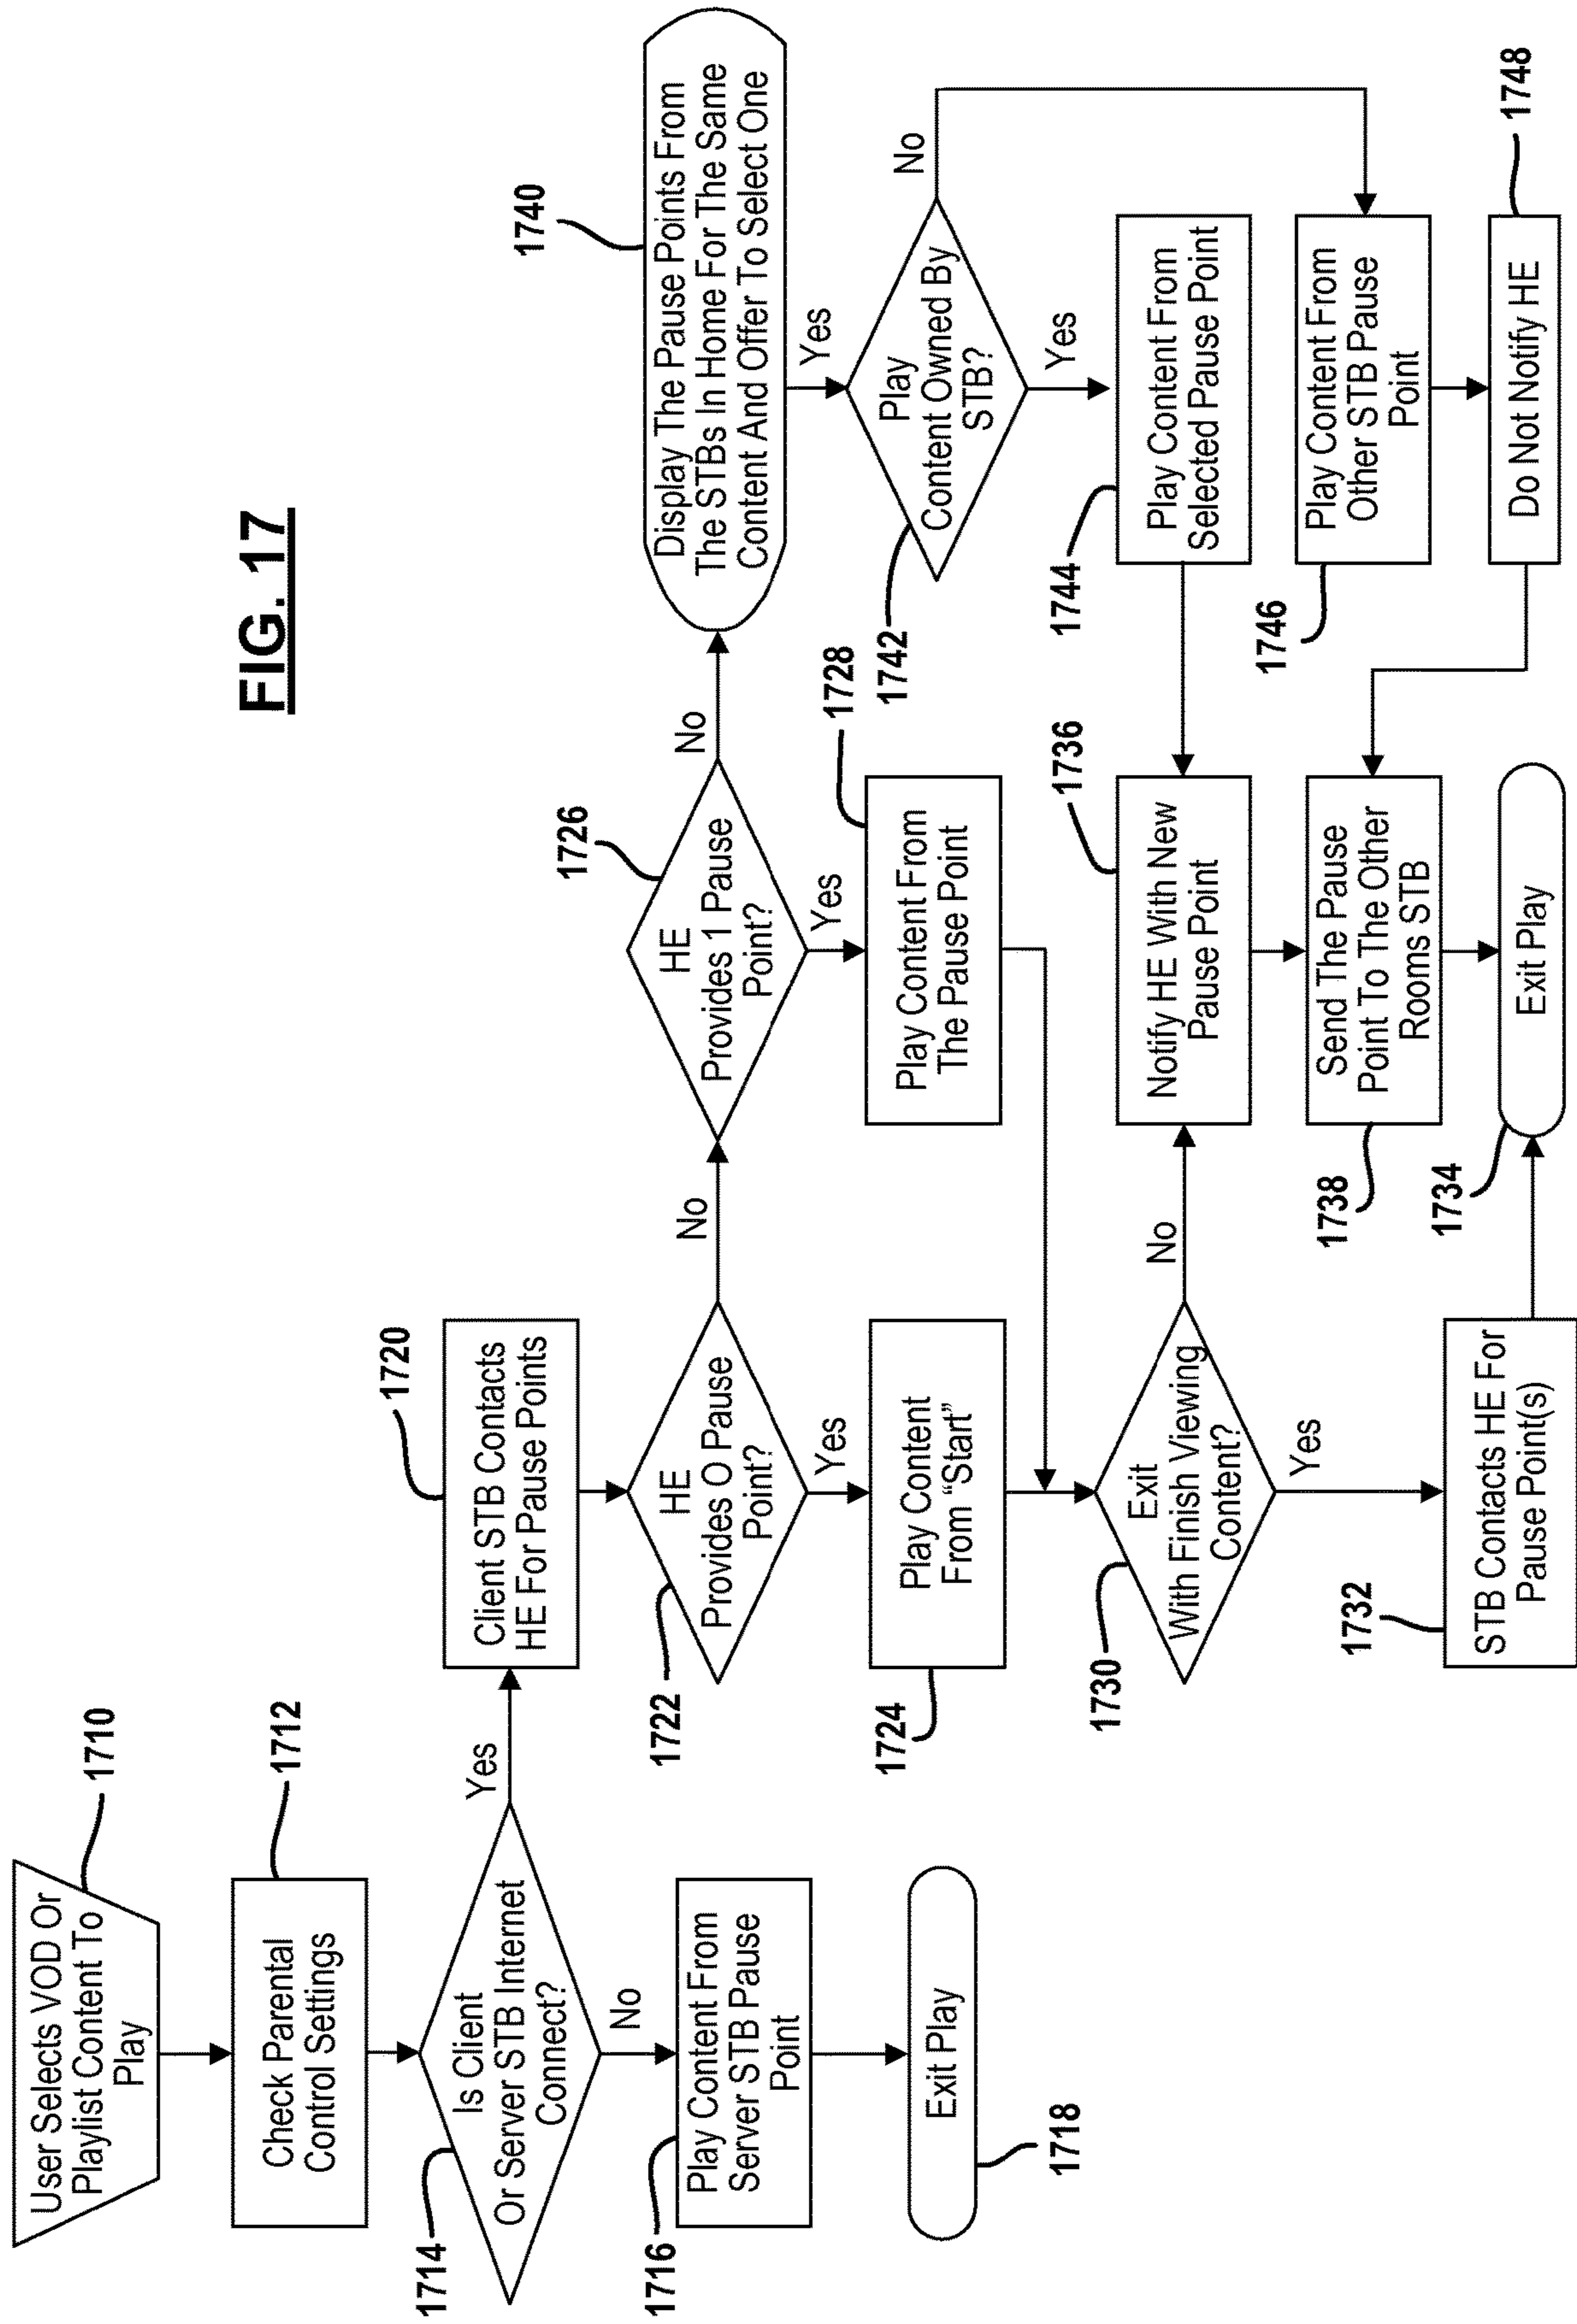 FIG. 17
User Selects VOD Or
Playlist Content To
Play
1710
Check Parental
Control Settings
1712
Is Client
Or Server STB Internet
Connect?
1714
Yes
No
Play Content From
Server STB Pause
Point
1716
Exit Play
1718
Client STB Contacts
HE For Pause Points
1720
HE
Provides O Pause
Point?
1722
No
Yes
Play Content
From "Start"
1724
HE
Provides 1 Pause
Point?
1726
No
Yes
Play Content From
The Pause Point
1728
Exit
With Finish Viewing
Content?
1730
No
Yes
STB Contacts HE For
Pause Point(s)
1732
Notify HE With New
Pause Point
1736
Send The Pause
Point To The Other
Rooms STB
1738
Exit Play
1734
Display The Pause Points From
The STBs In Home For The Same
Content And Offer To Select One
1740
Yes
Play
Content Owned By
STB?
1742
No
Yes
Play Content From
Selected Pause Point
1744
Play Content From
Other STB Pause
Point
1746
Do Not Notify HE
1748